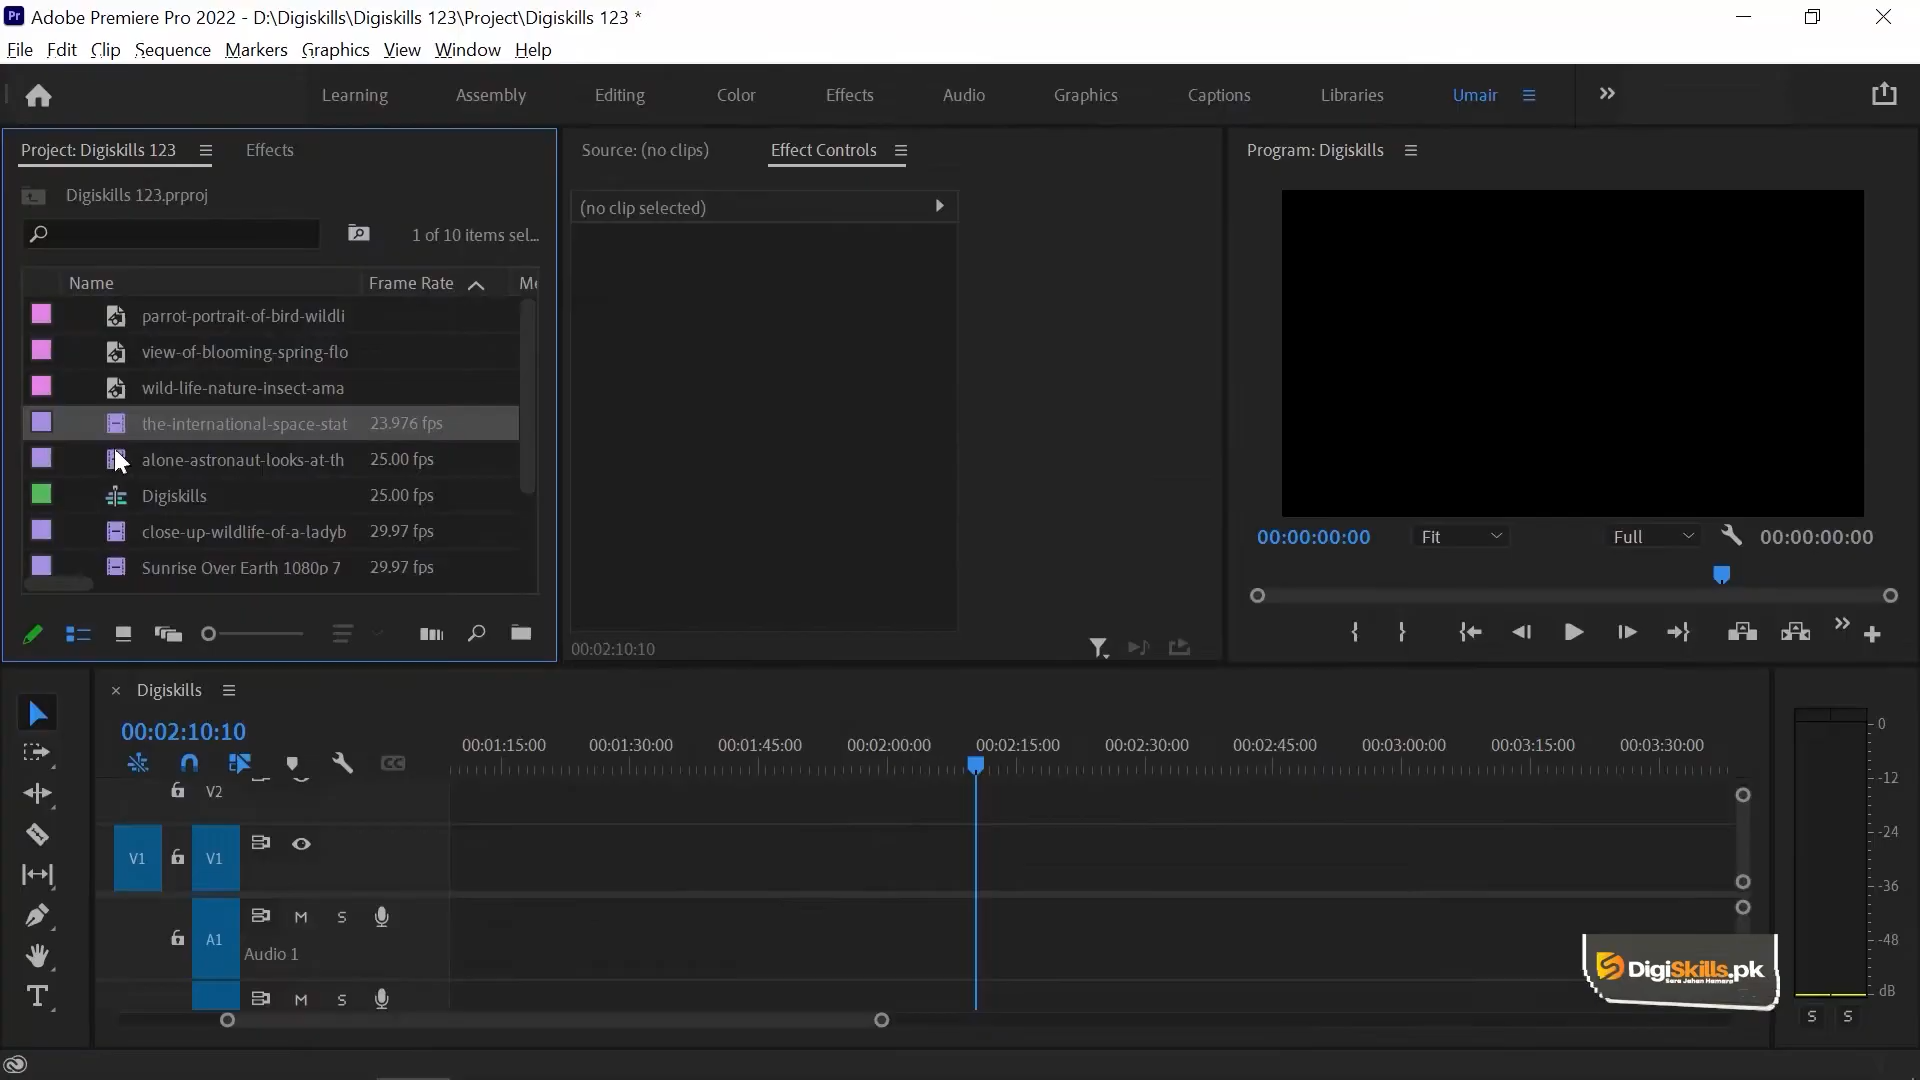 Pr Adobe Premiere Pro 2022 - D:\Digiskills\Digiskills 123\Project\Digiskills 123 *
File Edit Clip Sequence Markers Graphics View Window Help
Learning Assembly Editing Color Effects Audio Graphics Captions Libraries Umair
Project: Digiskills 123 Effects
Digiskills 123.prproj
1 of 10 items sel...
Name Frame Rate Me
parrot-portrait-of-bird-wildli
view-of-blooming-spring-flo
wild-life-nature-insect-ama
the-international-space-stat 23.976 fps
alone-astronaut-looks-at-th 25.00 fps
Digiskills 25.00 fps
close-up-wildlife-of-a-ladyb 29.97 fps
Sunrise Over Earth 1080p 7 29.97 fps
Source: (no clips) Effect Controls
(no clip selected)
00:02:10:10
Program: Digiskills
00:00:00:00 Fit Full 00:00:00:00
× Digiskills
00:02:10:10
00:01:15:00 00:01:30:00 00:01:45:00 00:02:00:00 00:02:15:00 00:02:30:00 00:02:45:00 00:03:00:00 00:03:15:00 00:03:30:00
CC
V2
V1 V1
A1 M S
Audio 1
M S
T
0
-12
-24
-36
-48
dB
S S
DigiSkills.pk
Sara Jahan Hamara